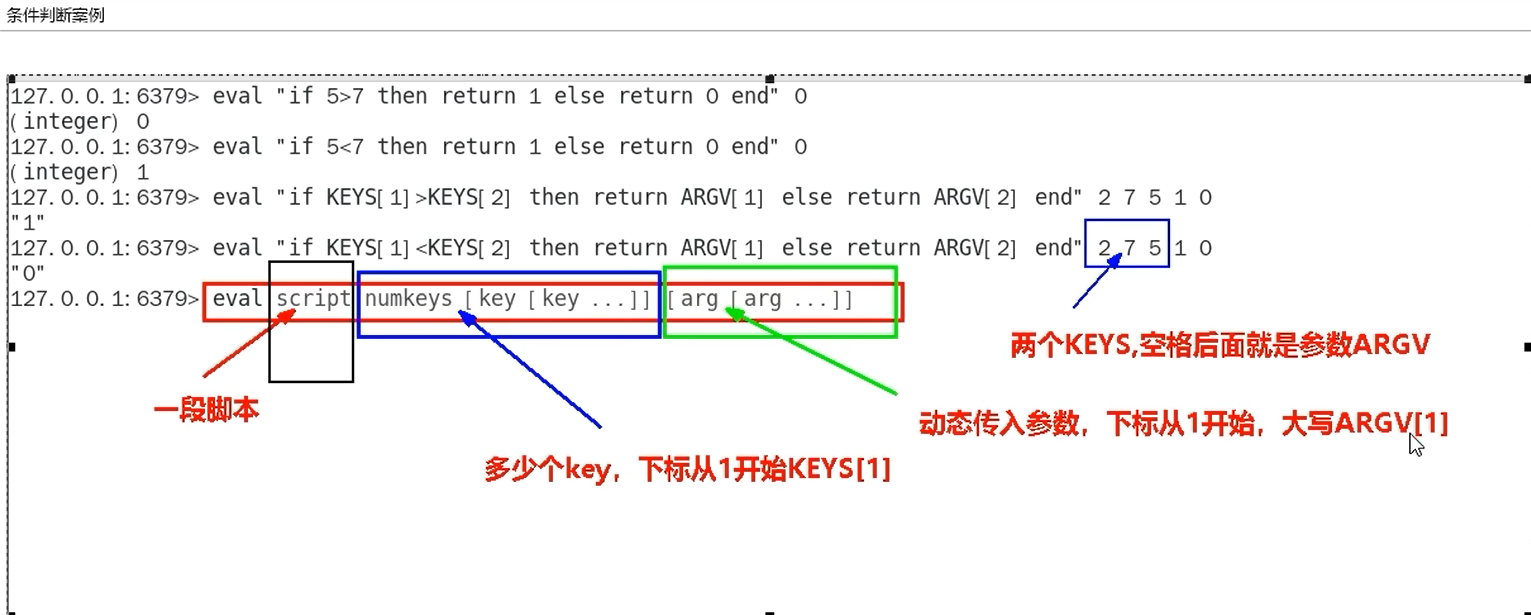 条件判断案例
127.0.0.1:6379> eval "if 5>7 then return 1 else return 0 end" 0
(integer) 0
127.0.0.1:6379> eval "if 5<7 then return 1 else return 0 end" 0
(integer) 1
127.0.0.1:6379> eval "if KEYS[1]>KEYS[2] then return ARGV[1] else return ARGV[2] end" 2 7 5 1 0
"1"
127.0.0.1:6379> eval "if KEYS[1]<KEYS[2] then return ARGV[1] else return ARGV[2] end" 2 7 5 1 0
"0"
127.0.0.1:6379> eval script numkeys [key [key ...]] [arg [arg ...]]
两个KEYS,空格后面就是参数ARGV
一段脚本
动态传入参数，下标从1开始，大写ARGV[1]
多少个key，下标从1开始KEYS[1]